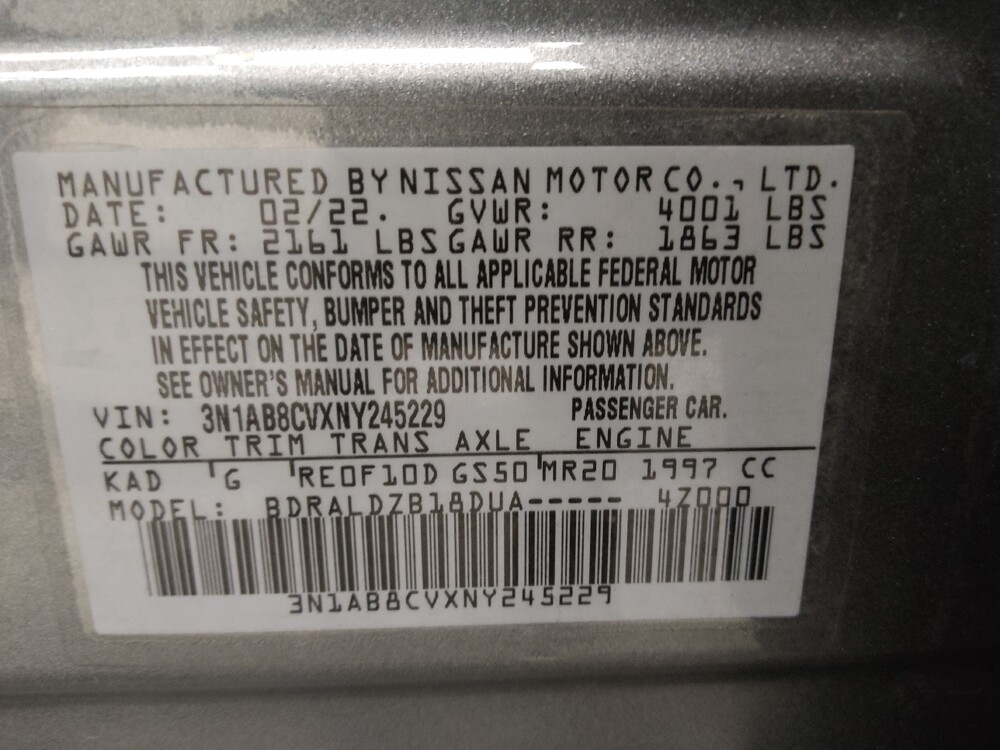 MANUFACTURED BY NISSAN MOTOR CO., LTD.
DATE: 02/22. GVWR: 4001 LBS
GAWR FR: 2161 LBS GAWR RR: 1863 LBS
THIS VEHICLE CONFORMS TO ALL APPLICABLE FEDERAL MOTOR
VEHICLE SAFETY, BUMPER AND THEFT PREVENTION STANDARDS
IN EFFECT ON THE DATE OF MANUFACTURE SHOWN ABOVE.
SEE OWNER'S MANUAL FOR ADDITIONAL INFORMATION.
VIN: 3N1AB8CVXNY245229 PASSENGER CAR.
COLOR TRIM TRANS AXLE ENGINE
KAD G RE0F10D GS50 MR20 1997 CC
MODEL: BDRALDZB18DUA----- 4Z000
3N1AB8CVXNY245229